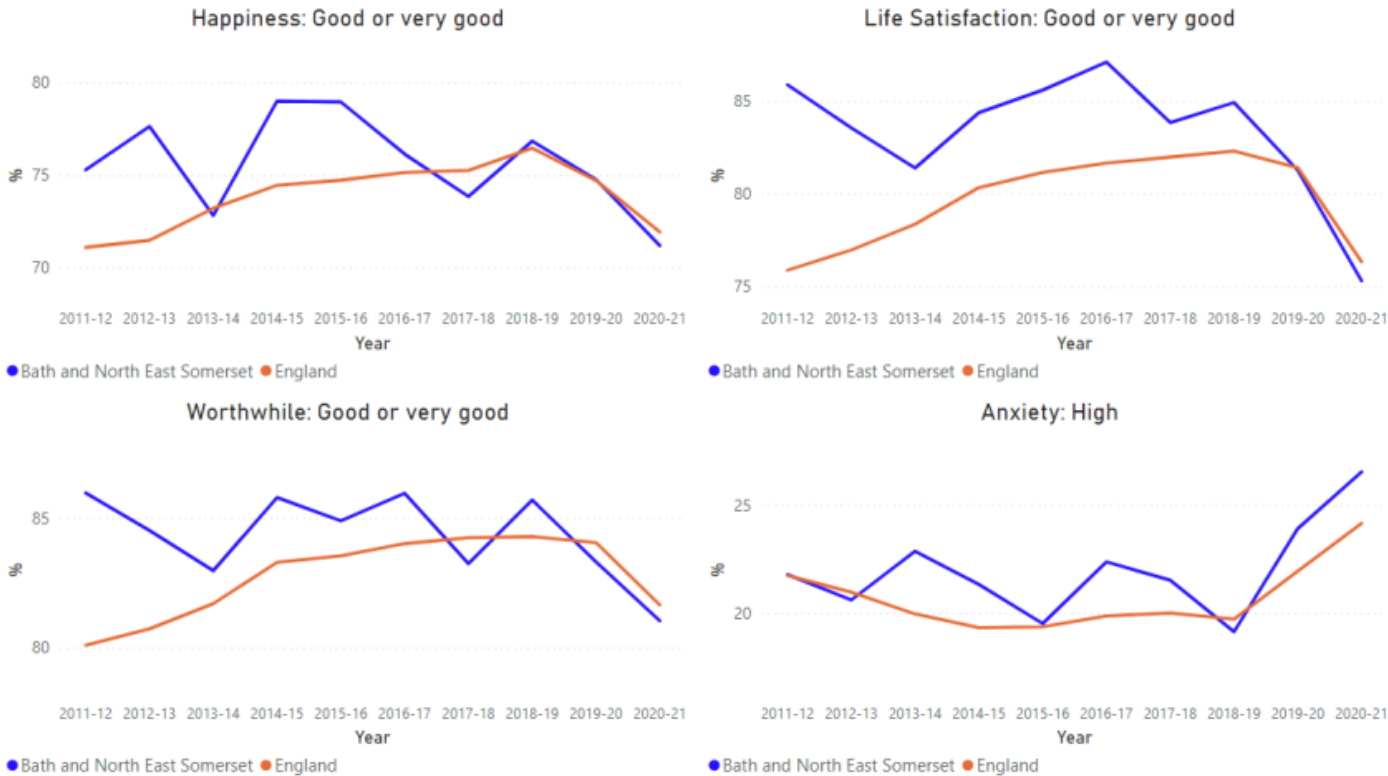 Happiness: Good or very good
80
75
70
%
2011-12 2012-13 2013-14 2014-15 2015-16 2016-17 2017-18 2018-19 2019-20 2020-21
Year
Bath and North East Somerset England
Life Satisfaction: Good or very good
85
80
75
%
2011-12 2012-13 2013-14 2014-15 2015-16 2016-17 2017-18 2018-19 2019-20 2020-21
Year
Bath and North East Somerset England
Worthwhile: Good or very good
85
80
%
2011-12 2012-13 2013-14 2014-15 2015-16 2016-17 2017-18 2018-19 2019-20 2020-21
Year
Bath and North East Somerset England
Anxiety: High
25
20
%
2011-12 2012-13 2013-14 2014-15 2015-16 2016-17 2017-18 2018-19 2019-20 2020-21
Year
Bath and North East Somerset England